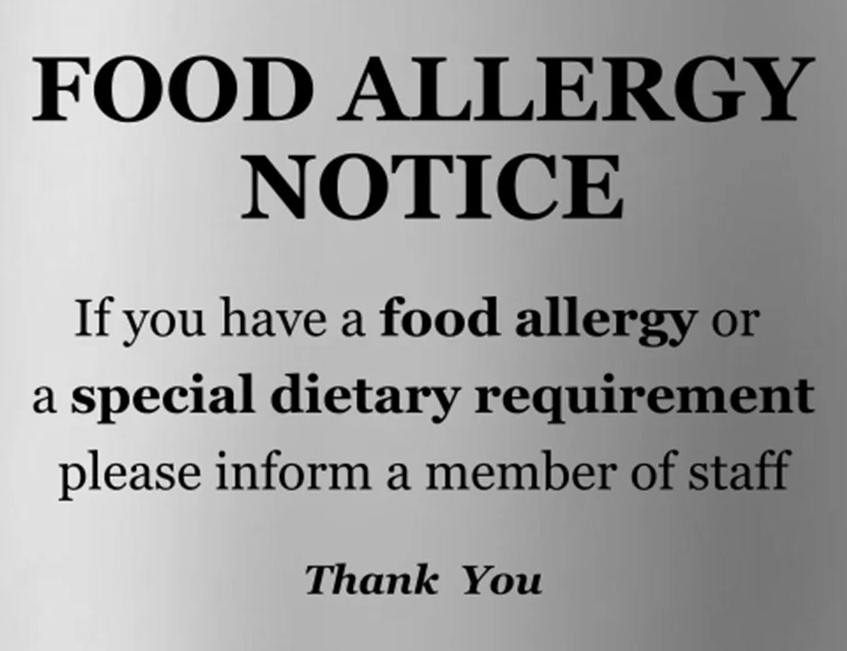 FOOD ALLERGY
NOTICE
If you have a food allergy or
a special dietary requirement
please inform a member of staff
Thank You